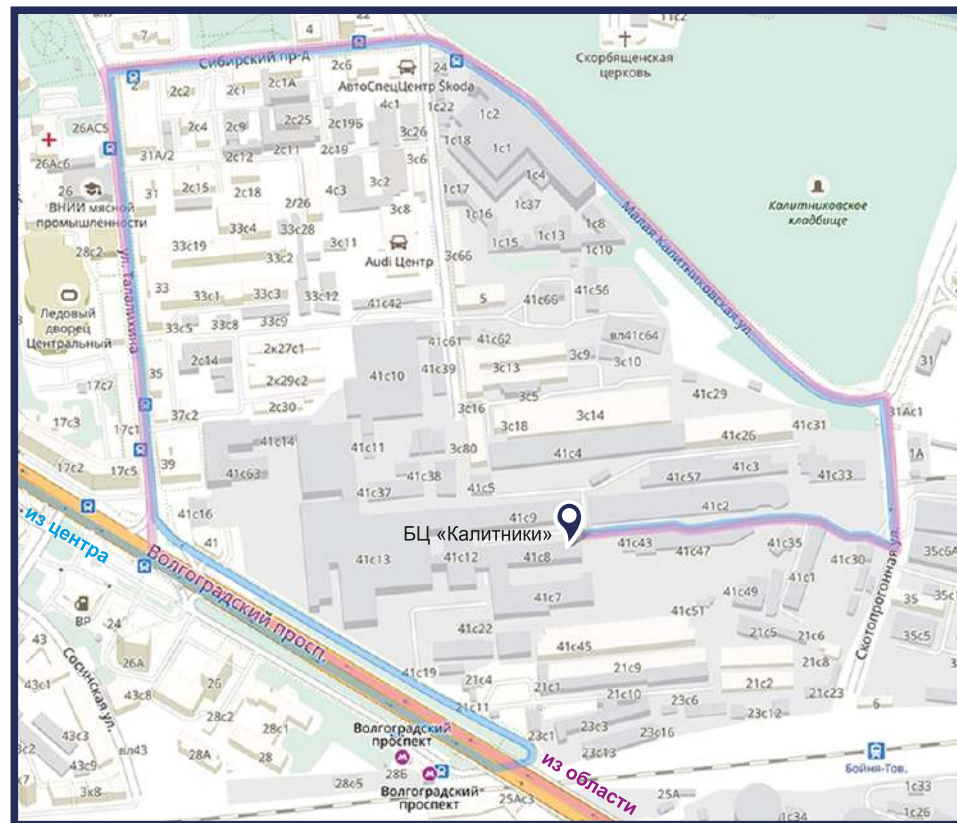 7
4
22
11с2
Скорбященская
церковь
Сибирский пр-д
2с6
24
АвтоСпецЦентр Skoda
2
2с2
2с1
2с1А
4с1
1с22
1с2
26АС5
2с4
2с9
2с25
2с19Б
3с26
1с18
1с1
26Ас6
31А/2
2с12
2с11
2с19
3с6
1с4
26
31
2с15
2с18
4с3
3с2
1с17
1с37
ВНИИ мясной
промышленности
2/26
3с8
1с16
1с8
Малая Калитниковская ул.
Калитниковское
кладбище
33с4
33с28
1с13
33с19
3с11
1с15
1с10
28с2
33с2
Audi Центр
3с66
ул. Талалихина
33
33с1
33с3
33с12
41с42
5
41с66
41с56
Ледовый
дворец
Центральный
33с5
33с8
33с9
41с61
41с62
вл41с64
2с14
2к27с1
3с9
3с10
31
35
41с10
41с39
3с13
17с7
2к29с2
3с5
41с29
37с2
2с30
3с16
3с14
31Ас1
17с3
17с1
3с18
41с31
41с14
41с11
3с80
41с26
1А
17с2
17с5
39
41с63
41с38
41с4
41с57
41с3
41с33
41с37
41с5
41с16
41с9
41с2
из центра
41
БЦ «Калитники»
41с43
41с35
35с6А
Волгоградский просп.
41с13
41с12
41с8
41с47
41с30
Скотопрогонная ул.
41с1
ВР
41с7
41с49
35
24
41с51
43
41с22
21с5
21с6
35с5
Сосинская ул.
26А
41с45
43с1
41с19
21с4
21с9
21с8
43с8
26
21с1
21с10
21с2
21с23
28с2
21с11
23с6
6
43с3
28с1
23с1
23с3
23с12
вл43
Волгоградский
проспект
23с16
28А
28
23с13
43с9
Бойня-Тов.
28Б
из области
3к8
28с5
Волгоградский
проспект
25Ас3
25А
1с33
1с34
1с26